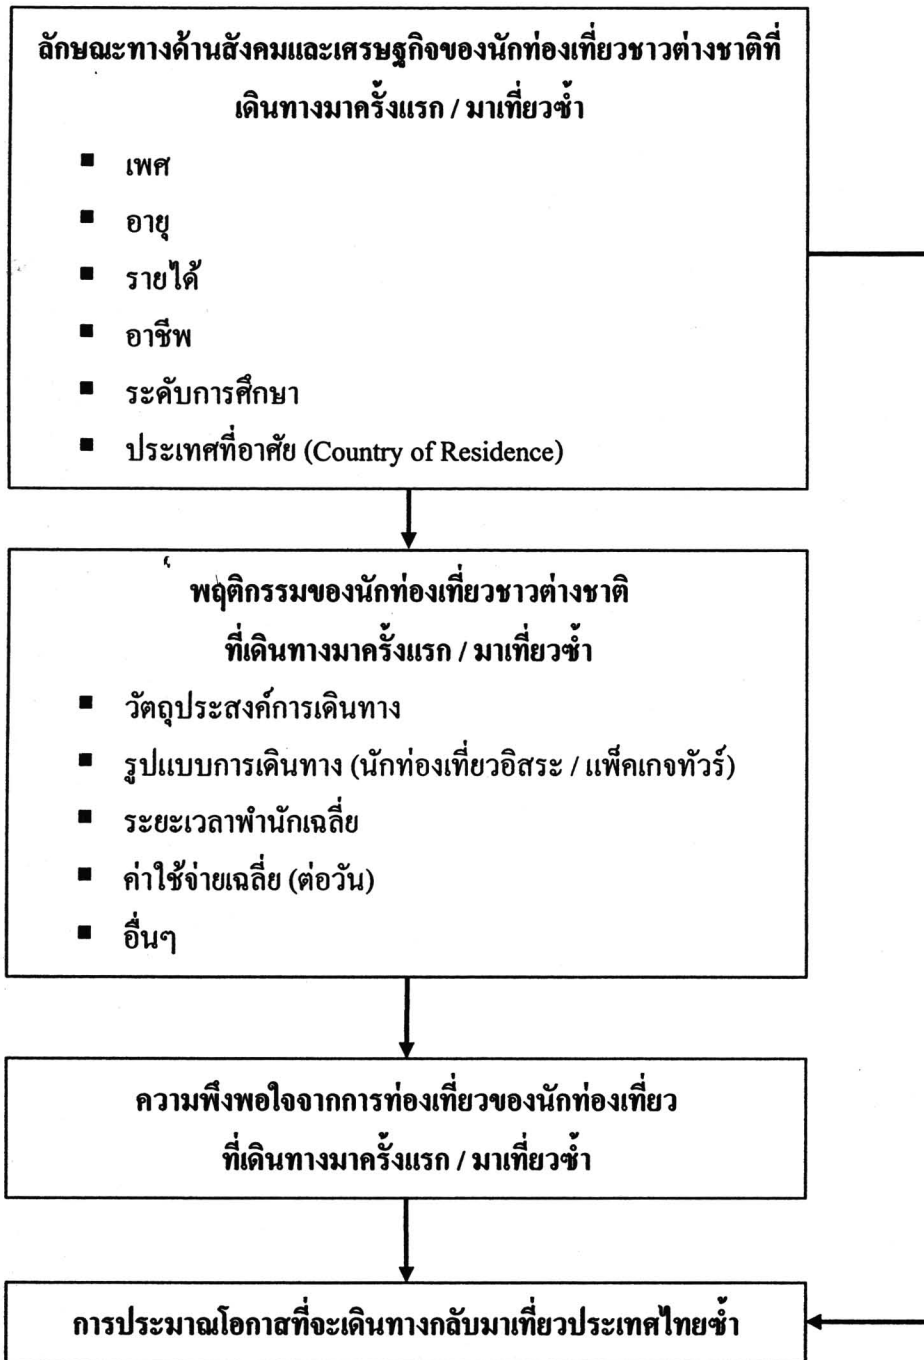 ลักษณะทางด้านสังคมและเศรษฐกิจของนักท่องเที่ยวชาวต่างชาติที่
เดินทางมาครั้งแรก / มาเที่ยวซ้ำ
■ เพศ
■ อายุ
■ รายได้
■ อาชีพ
■ ระดับการศึกษา
■ ประเทศที่อาศัย (Country of Residence)
พฤติกรรมของนักท่องเที่ยวชาวต่างชาติ
ที่เดินทางมาครั้งแรก / มาเที่ยวซ้ำ
■ วัตถุประสงค์การเดินทาง
■ รูปแบบการเดินทาง (นักท่องเที่ยวอิสระ / แพ็คเกจทัวร์)
■ ระยะเวลาพำนักเฉลี่ย
■ ค่าใช้จ่ายเฉลี่ย (ต่อวัน)
■ อื่นๆ
ความพึงพอใจจากการท่องเที่ยวของนักท่องเที่ยว
ที่เดินทางมาครั้งแรก / มาเที่ยวซ้ำ
การประมาณโอกาสที่จะเดินทางกลับมาเที่ยวประเทศไทยซ้ำ